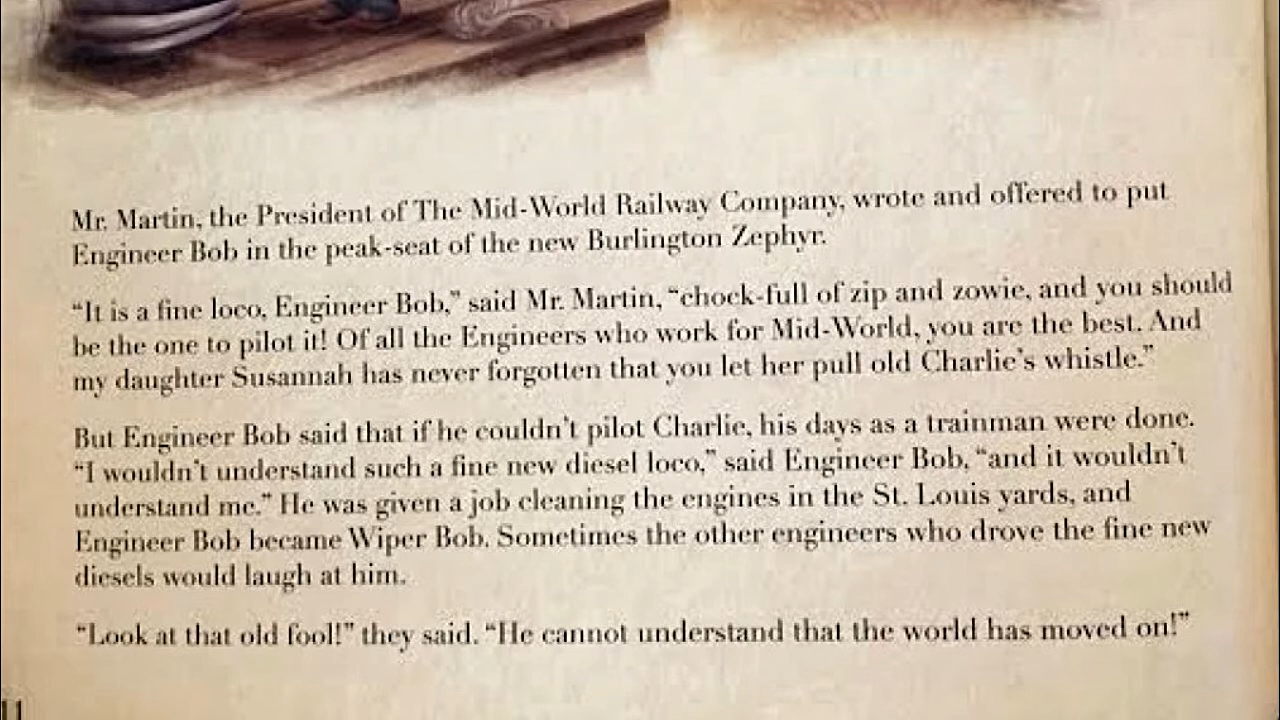 Mr. Martin, the President of The Mid-World Railway Company, wrote and offered to put
Engineer Bob in the peak-seat of the new Burlington Zephyr.
“It is a fine loco, Engineer Bob,” said Mr. Martin, “chock-full of zip and zowie, and you should
be the one to pilot it! Of all the Engineers who work for Mid-World, you are the best. And
my daughter Susannah has never forgotten that you let her pull old Charlie’s whistle.”
But Engineer Bob said that if he couldn’t pilot Charlie, his days as a trainman were done.
“I wouldn’t understand such a fine new diesel loco,” said Engineer Bob, “and it wouldn’t
understand me.” He was given a job cleaning the engines in the St. Louis yards, and
Engineer Bob became Wiper Bob. Sometimes the other engineers who drove the fine new
diesels would laugh at him.
“Look at that old fool!” they said. “He cannot understand that the world has moved on!”
11